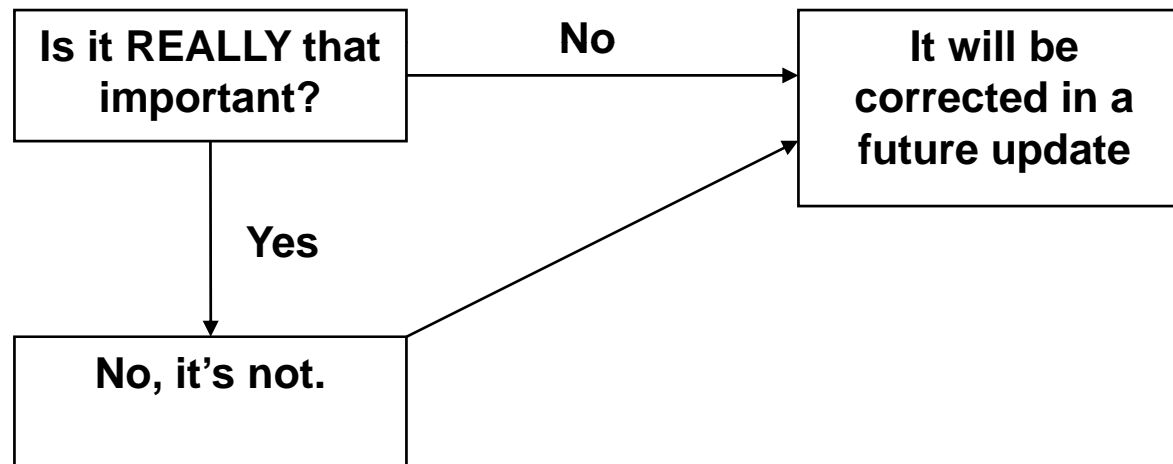 Is it REALLY that
important?
No
It will be
corrected in a
future update
Yes
No, it’s not.